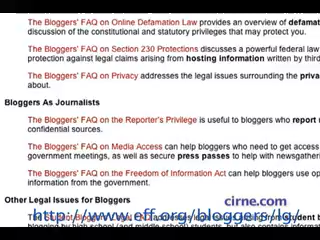 The Bloggers' FAQ on Online Defamation Law provides an overview of defamat
discussion of the constitutional and statutory privileges that may protect you.
The Bloggers' FAQ on Section 230 Protections discusses a powerful federal law
protection against legal claims arising from hosting information written by third
The Bloggers' FAQ on Privacy addresses the legal issues surrounding the priva
about.
Bloggers As Journalists
The Bloggers' FAQ on the Reporter's Privilege is useful to bloggers who report
confidential sources.
The Bloggers' FAQ on Media Access can help bloggers who need to get access
government meetings, as well as secure press passes to help with newsgatheri
The Bloggers' FAQ on the Freedom of Information Act can help bloggers use op
information from the government.
cirne.com
Other Legal Issues for Bloggers
http://www.eff.org/bloggers/lg/